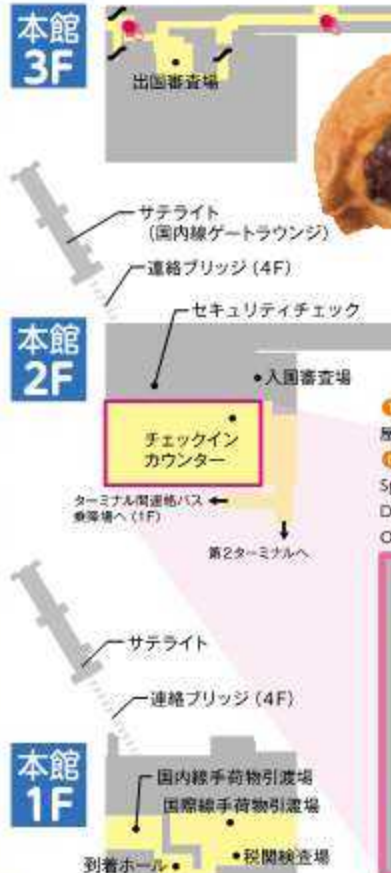 本館
3F
出国審査場
サテライト
(国内線ゲートラウンジ)
連絡ブリッジ(4F)
本館
2F
セキュリティチェック
入国審査場
チェックイン
カウンター
ターミナル間連絡バス
乗降場へ(1F)
第2ターミナルへ
サテライト
連絡ブリッジ(4F)
本館
1F
国内線手荷物引渡場
国際線手荷物引渡場
税関検査場
到着ホール